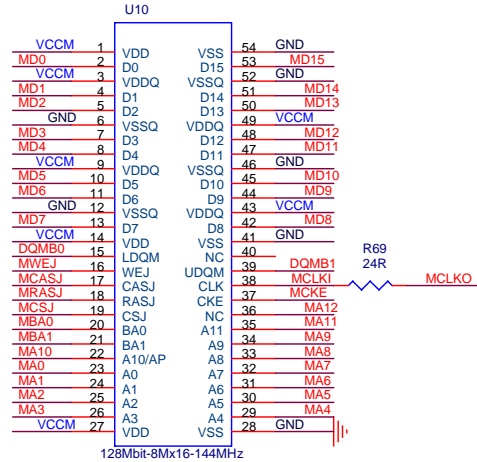 U10
VCCM 1 VDD VSS 54 GND
MD0 2 D0 D15 53 MD15
VCCM 3 VDDQ VSSQ 52 GND
MD1 4 D1 D14 51 MD14
MD2 5 D2 D13 50 MD13
GND 6 VSSQ VDDQ 49 VCCM
MD3 7 D3 D12 48 MD12
MD4 8 D4 D11 47 MD11
VCCM 9 VDDQ VSSQ 46 GND
MD5 10 D5 D10 45 MD10
MD6 11 D6 D9 44 MD9
GND 12 VSSQ VDDQ 43 VCCM
MD7 13 D7 D8 42 MD8
VCCM 14 VDD VSS 41 GND
DQMB0 15 LDQM NC 40
MWEJ 16 WEJ UDQM 39 DQMB1
MCASJ 17 CASJ CLK 38 MCLKI R69 24R MCLKO
MRASJ 18 RASJ CKE 37 MCKE
MCSJ 19 CSJ NC 36 MA12
MBA0 20 BA0 A11 35 MA11
MBA1 21 BA1 A9 34 MA9
MA10 22 A10/AP A8 33 MA8
MA0 23 A0 A7 32 MA7
MA1 24 A1 A6 31 MA6
MA2 25 A2 A5 30 MA5
MA3 26 A3 A4 29 MA4
VCCM 27 VDD VSS 28 GND
128Mbit-8Mx16-144MHz